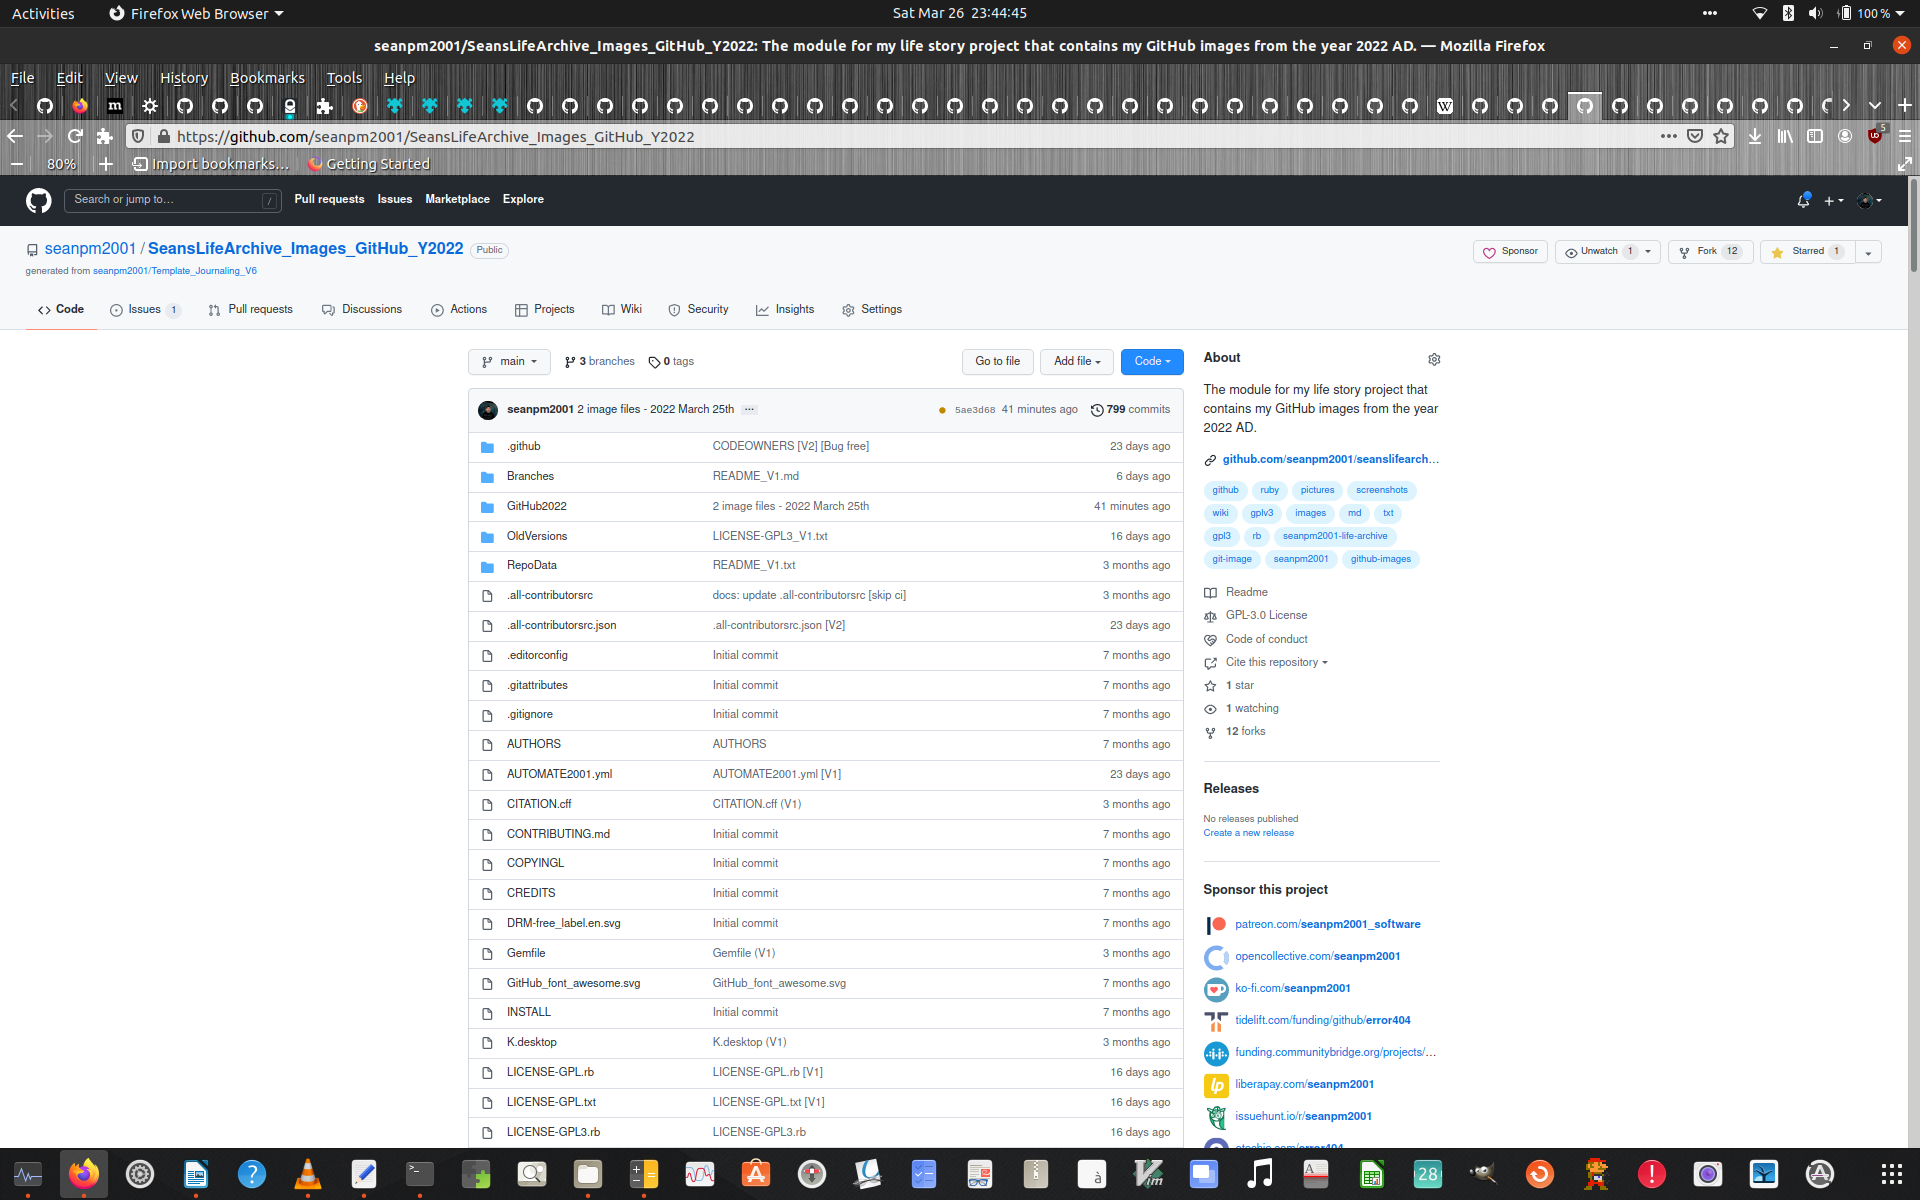 Activities Firefox Web Browser Sat Mar 26 23:44:45 100 %
seanpm2001/SeansLifeArchive_Images_GitHub_Y2022: The module for my life story project that contains my GitHub images from the year 2022 AD. — Mozilla Firefox
File Edit View History Bookmarks Tools Help
https://github.com/seanpm2001/SeansLifeArchive_Images_GitHub_Y2022 5
80% Import bookmarks… Getting Started
Search or jump to… / Pull requests Issues Marketplace Explore
seanpm2001 / SeansLifeArchive_Images_GitHub_Y2022 Public
generated from seanpm2001/Template_Journaling_V6
Sponsor Unwatch 1 Fork 12 Starred 1
Code Issues 1 Pull requests Discussions Actions Projects Wiki Security Insights Settings
main 3 branches 0 tags Go to file Add file Code
seanpm2001 2 image files - 2022 March 25th ... 5ae3d68 41 minutes ago 799 commits
.github CODEOWNERS [V2] [Bug free] 23 days ago
Branches README_V1.md 6 days ago
GitHub2022 2 image files - 2022 March 25th 41 minutes ago
OldVersions LICENSE-GPL3_V1.txt 16 days ago
RepoData README_V1.txt 3 months ago
.all-contributorsrc docs: update .all-contributorsrc [skip ci] 3 months ago
.all-contributorsrc.json .all-contributorsrc.json [V2] 23 days ago
.editorconfig Initial commit 7 months ago
.gitattributes Initial commit 7 months ago
.gitignore Initial commit 7 months ago
AUTHORS AUTHORS 7 months ago
AUTOMATE2001.yml AUTOMATE2001.yml [V1] 23 days ago
CITATION.cff CITATION.cff (V1) 3 months ago
CONTRIBUTING.md Initial commit 7 months ago
COPYINGL Initial commit 7 months ago
CREDITS Initial commit 7 months ago
DRM-free_label.en.svg Initial commit 7 months ago
Gemfile Gemfile (V1) 3 months ago
GitHub_font_awesome.svg GitHub_font_awesome.svg 7 months ago
INSTALL Initial commit 7 months ago
K.desktop K.desktop (V1) 3 months ago
LICENSE-GPL.rb LICENSE-GPL.rb [V1] 16 days ago
LICENSE-GPL.txt LICENSE-GPL.txt [V1] 16 days ago
LICENSE-GPL3.rb LICENSE-GPL3.rb 16 days ago
About
The module for my life story project that
contains my GitHub images from the year
2022 AD.
github.com/seanpm2001/seanslifearch...
github ruby pictures screenshots
wiki gplv3 images md txt
gpl3 rb seanpm2001-life-archive
git-image seanpm2001 github-images
Readme
GPL-3.0 License
Code of conduct
Cite this repository
1 star
1 watching
12 forks
Releases
No releases published
Create a new release
Sponsor this project
patreon.com/seanpm2001_software
opencollective.com/seanpm2001
ko-fi.com/seanpm2001
tidelift.com/funding/github/error404
funding.communitybridge.org/projects/...
liberapay.com/seanpm2001
issuehunt.io/r/seanpm2001
28